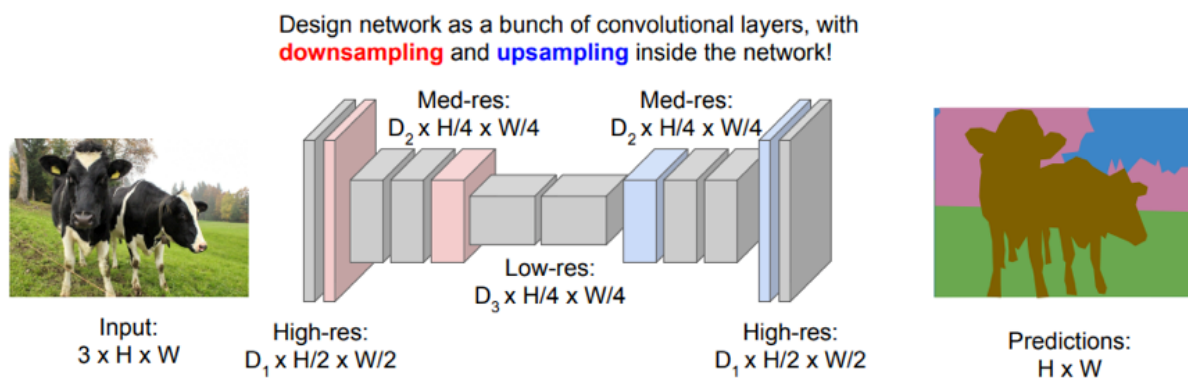 Design network as a bunch of convolutional layers, with
downsampling and upsampling inside the network!
Med-res:
D₂ x H/4 x W/4
Med-res:
D₂ x H/4 x W/4
Low-res:
D₃ x H/4 x W/4
Input:
3 x H x W
High-res:
D₁ x H/2 x W/2
High-res:
D₁ x H/2 x W/2
Predictions:
H x W